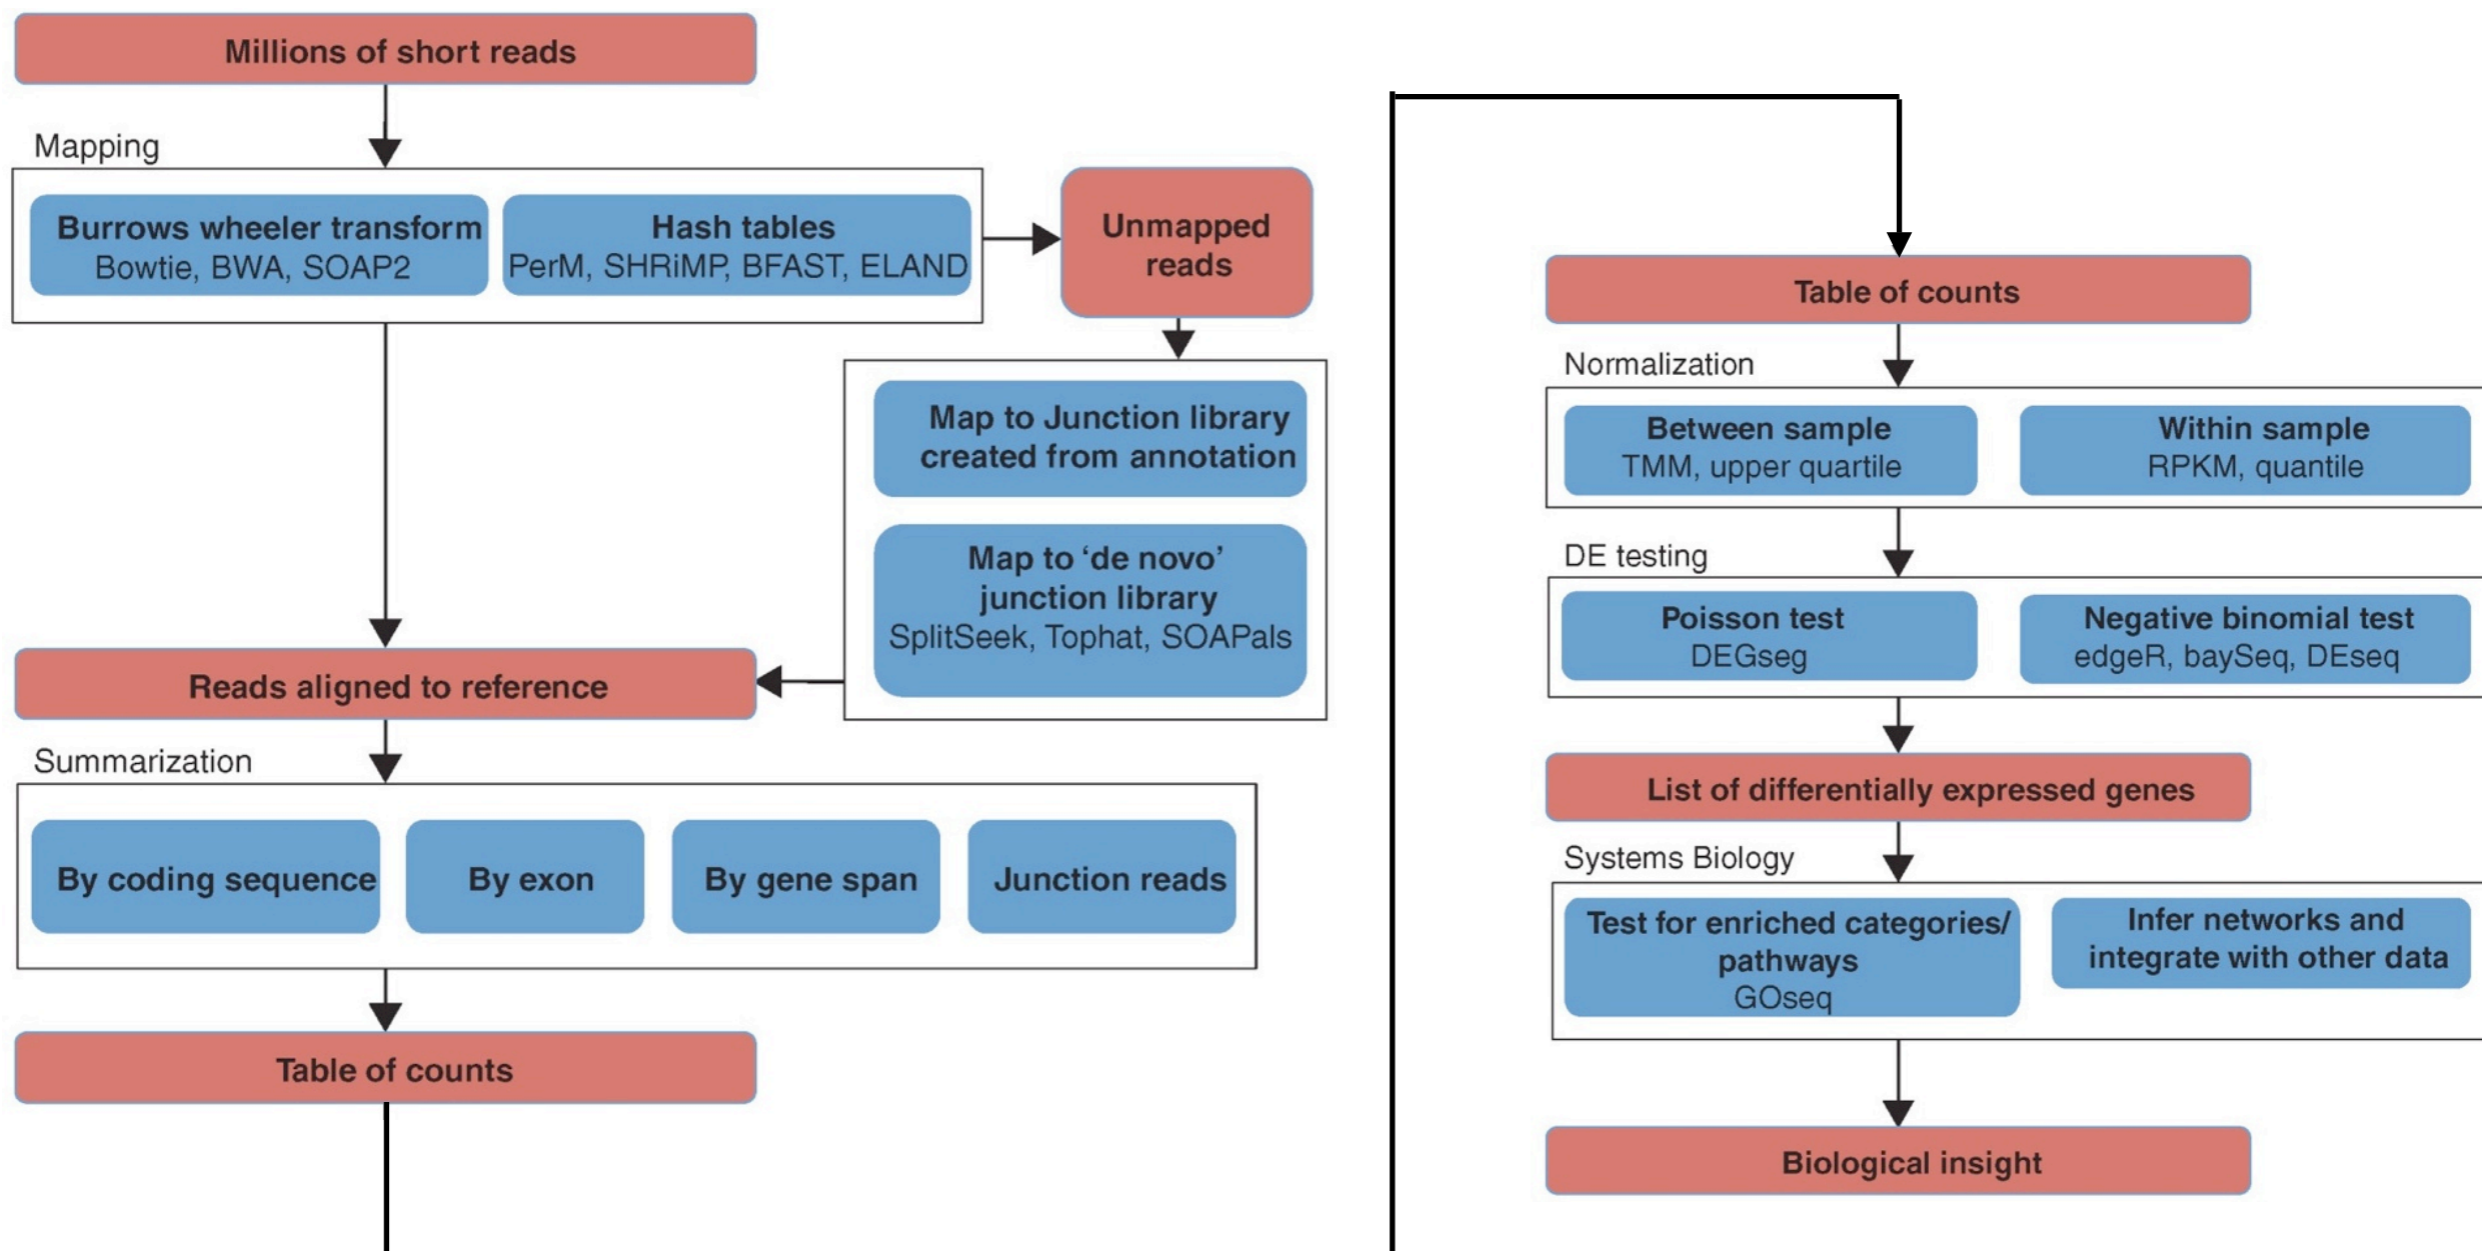 Millions of short reads
Mapping
Burrows wheeler transform
Bowtie, BWA, SOAP2
Hash tables
PerM, SHRiMP, BFAST, ELAND
Unmapped
reads
Map to Junction library
created from annotation
Map to ‘de novo’
junction library
SplitSeek, Tophat, SOAPals
Reads aligned to reference
Summarization
By coding sequence
By exon
By gene span
Junction reads
Table of counts
Table of counts
Normalization
Between sample
TMM, upper quartile
Within sample
RPKM, quantile
DE testing
Poisson test
DEGseg
Negative binomial test
edgeR, baySeq, DEseq
List of differentially expressed genes
Systems Biology
Test for enriched categories/
pathways
GOseq
Infer networks and
integrate with other data
Biological insight